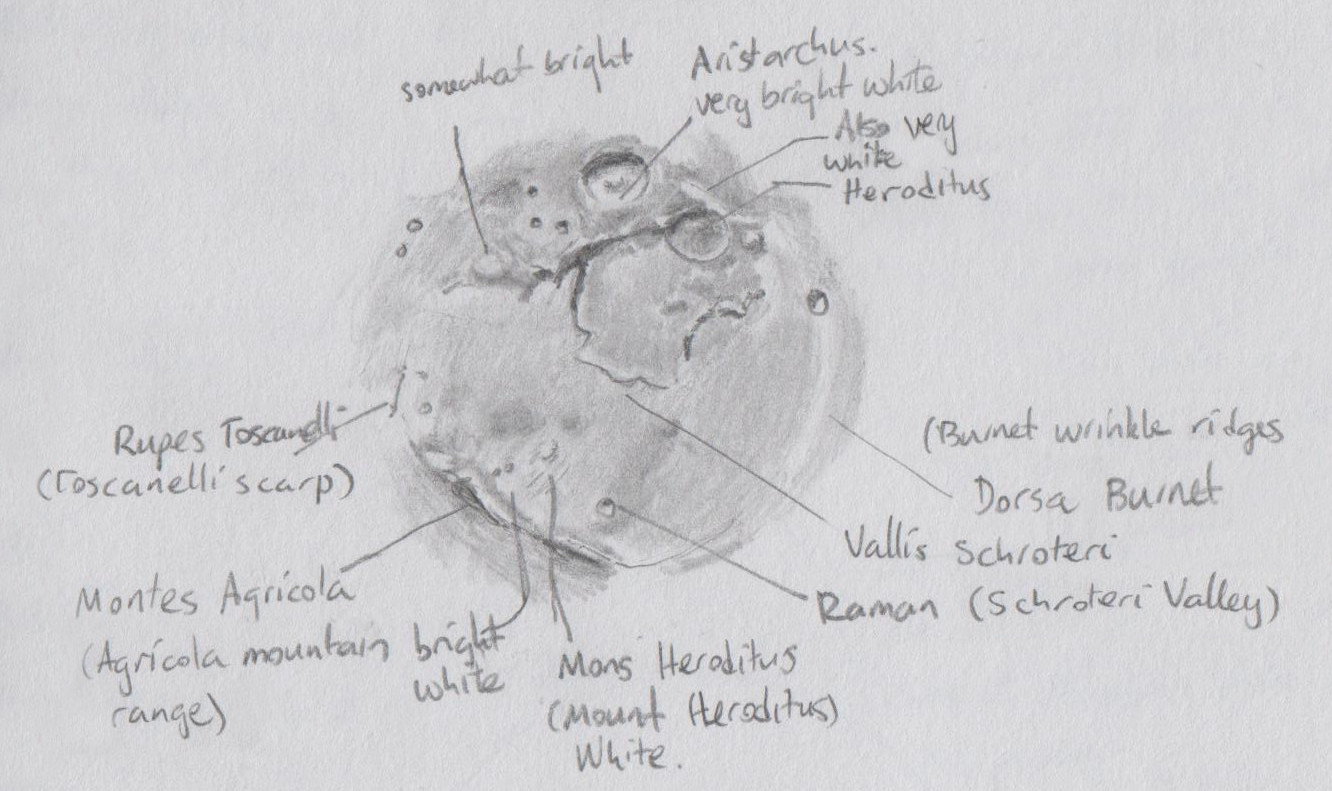 somewhat bright
Aristarchus.
very bright white
Also very
white
Heroditus
Rupes Toscanelli
(Toscanelli scarp)
(Burnet wrinkle ridges
Dorsa Burnet
Vallis Schroteri
Raman (Schroteri Valley)
Montes Agricola
(Agricola mountain
range)
bright
white
Mons Heroditus
(Mount Heroditus)
White.